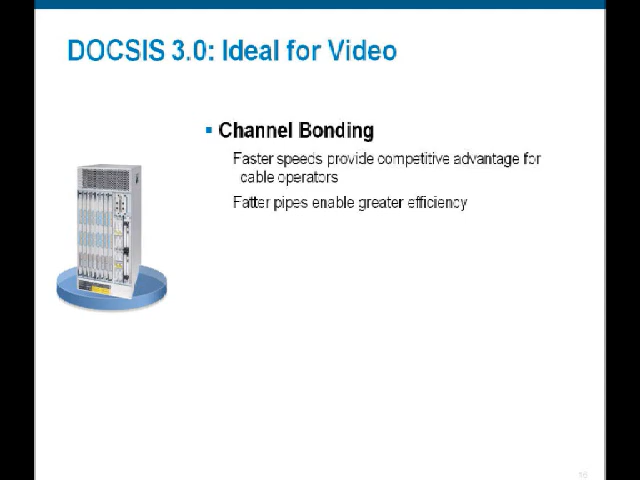 DOCSIS 3.0: Ideal for Video
▪ Channel Bonding
Faster speeds provide competitive advantage for
cable operators
Fatter pipes enable greater efficiency
16